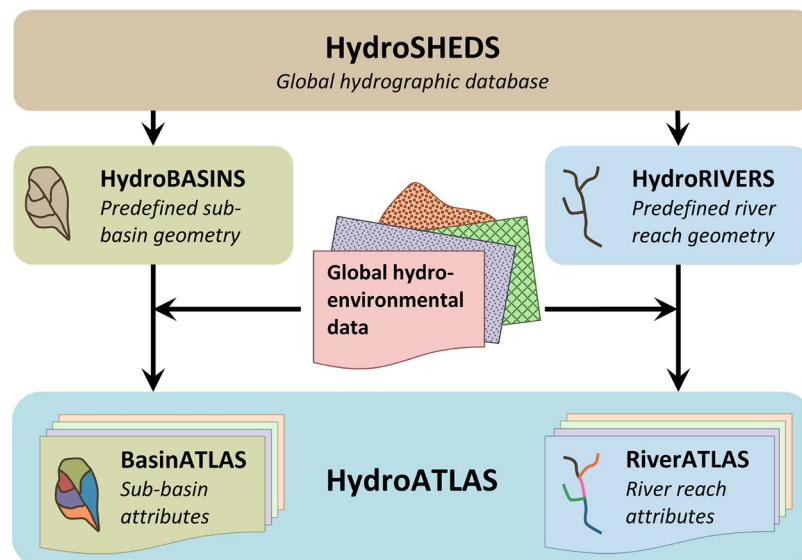 HydroSHEDS
Global hydrographic database
HydroBASINS
Predefined sub-
basin geometry
HydroRIVERS
Predefined river
reach geometry
Global hydro-
environmental
data
BasinATLAS
Sub-basin
attributes
HydroATLAS
RiverATLAS
River reach
attributes